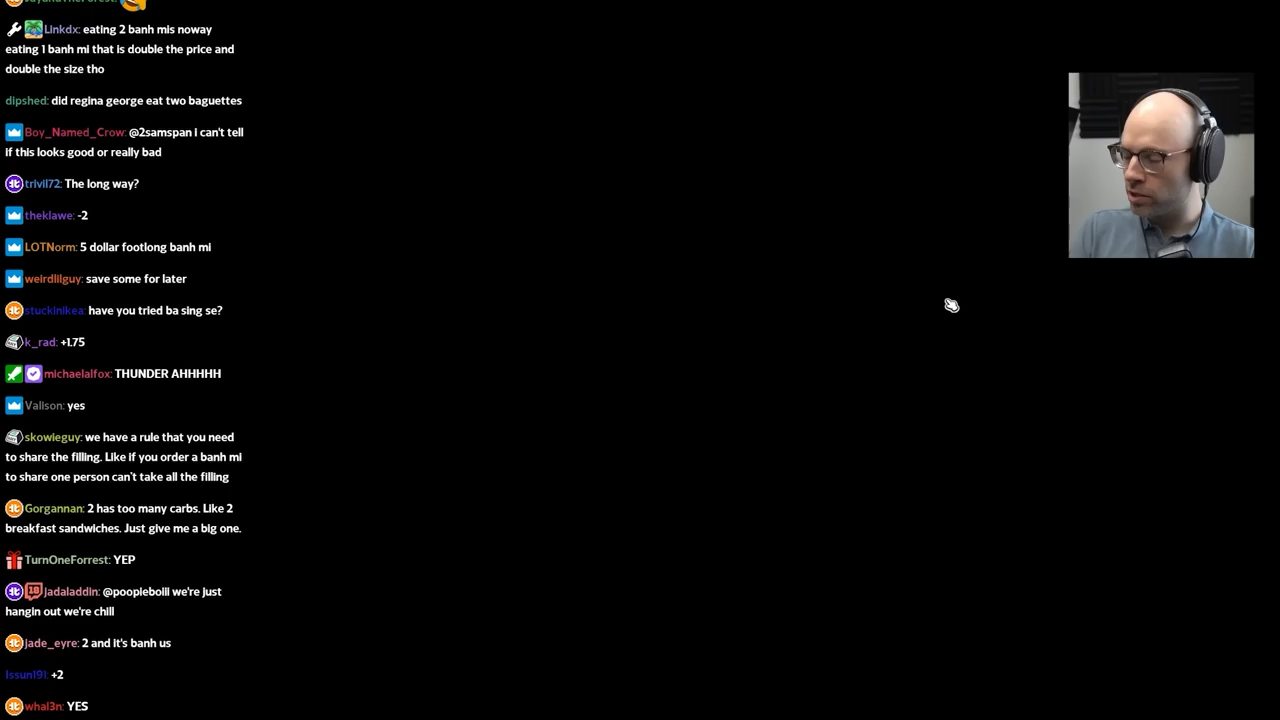 Linkdx: eating 2 banh mis noway
eating 1 banh mi that is double the price and
double the size tho
dipshed: did regina george eat two baguettes
Boy_Named_Crow: @2samspan i can't tell
if this looks good or really bad
trivil72: The long way?
theklawe: -2
LOTNorm: 5 dollar footlong banh mi
weirdlilguy: save some for later
stuckinikea: have you tried ba sing se?
k_rad: +1.75
michaelalfox: THUNDER AHHHHH
Valison: yes
skowieguy: we have a rule that you need
to share the filling. Like if you order a banh mi
to share one person can't take all the filling
Gorgannan: 2 has too many carbs. Like 2
breakfast sandwiches. Just give me a big one.
TurnOneForrest: YEP
Jadaladdin: @poopieboiii we're just
hangin out we're chill
jade_eyre: 2 and it's banh us
Issun191: +2
whal3n: YES